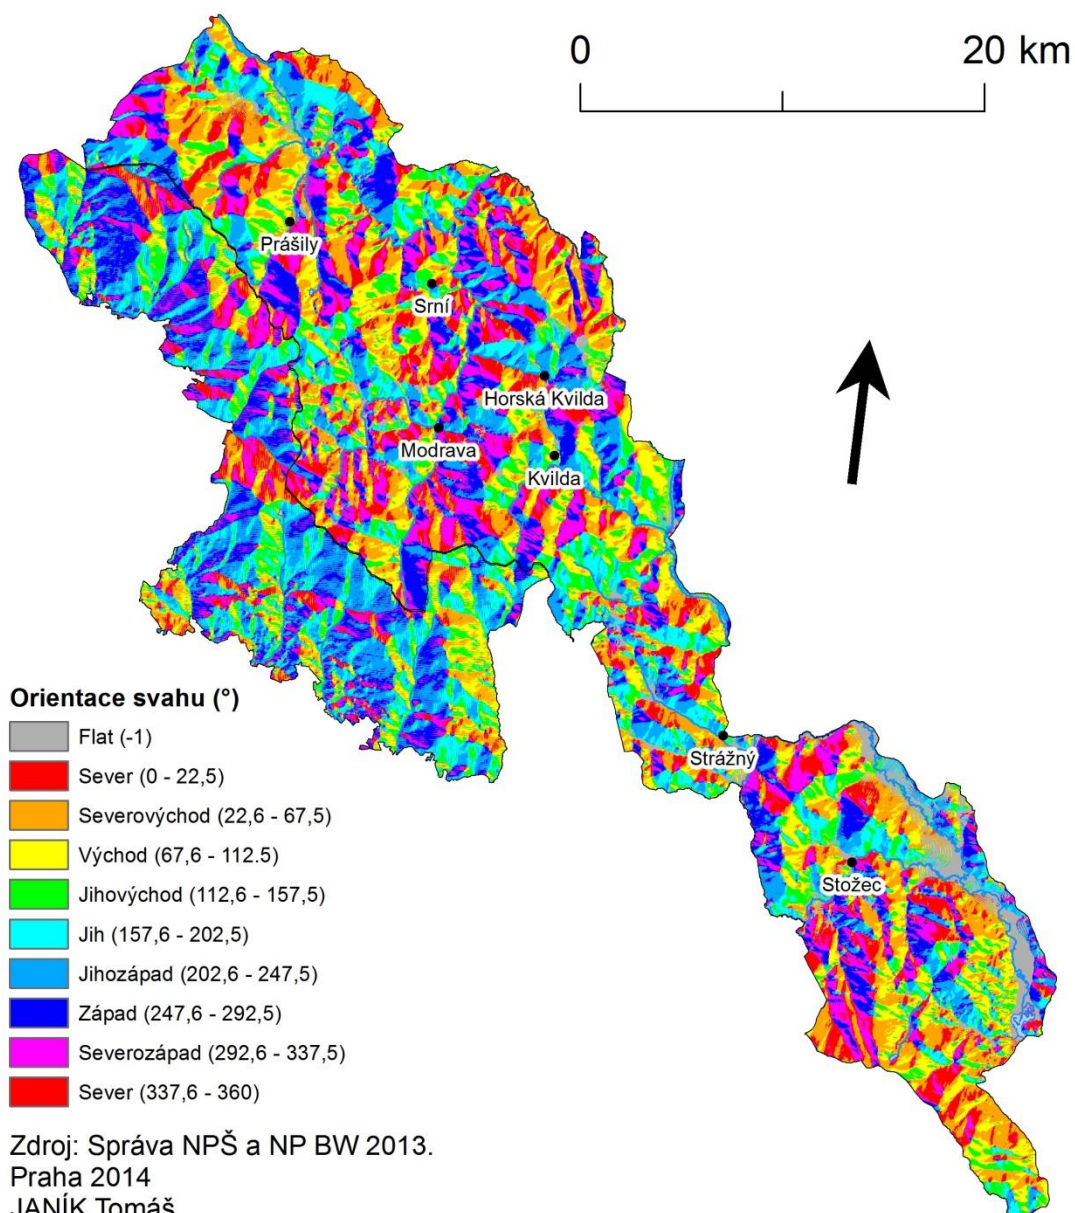 0 20 km
Prášily
Srní
Horská Kvilda
Modrava
Kvilda
Strážný
Stožec
Orientace svahu (°)
Flat (-1)
Sever (0 - 22,5)
Severovýchod (22,6 - 67,5)
Východ (67,6 - 112.5)
Jihovýchod (112,6 - 157,5)
Jih (157,6 - 202,5)
Jihozápad (202,6 - 247,5)
Západ (247,6 - 292,5)
Severozápad (292,6 - 337,5)
Sever (337,6 - 360)
Zdroj: Správa NPŠ a NP BW 2013.
Praha 2014
JANÍK Tomáš